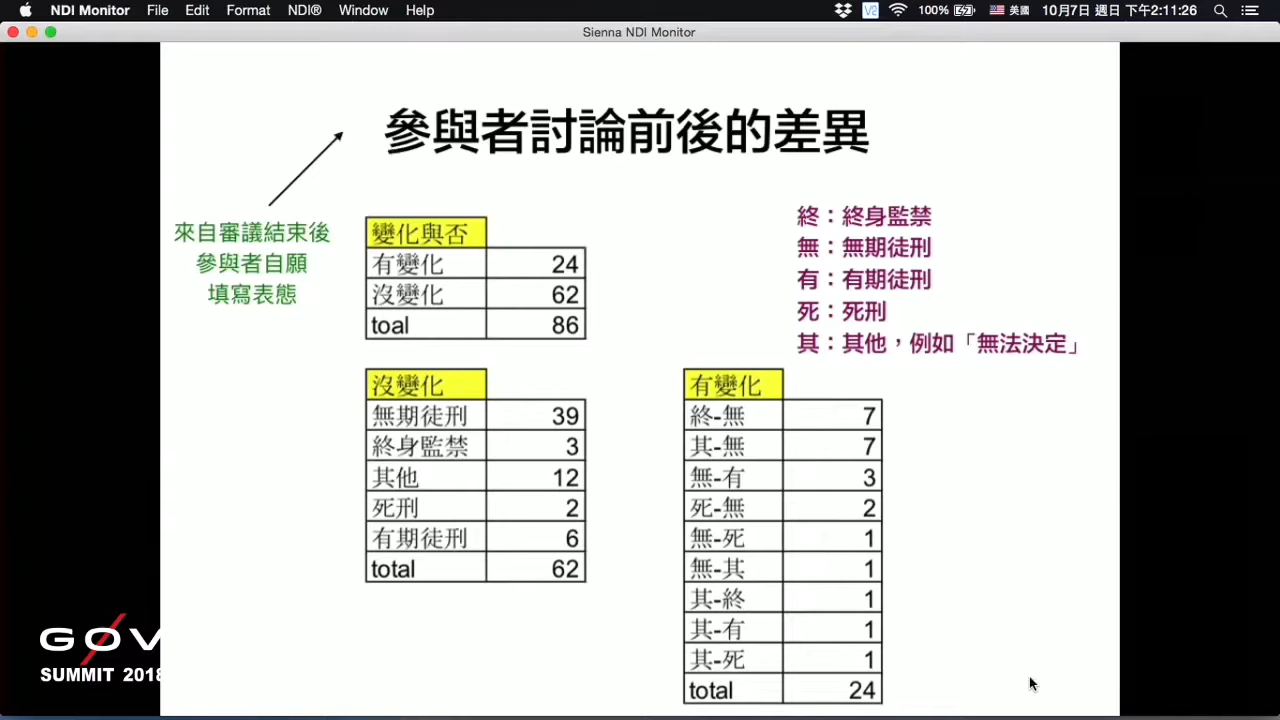 NDI Monitor File Edit Format NDI® Window Help V2 100% 美國 10月7日 週日 下午2:11:26
Sienna NDI Monitor
參與者討論前後的差異
來自審議結束後
參與者自願
填寫表態
變化與否
有變化 24
沒變化 62
toal 86
終：終身監禁
無：無期徒刑
有：有期徒刑
死：死刑
其：其他，例如「無法決定」
沒變化
無期徒刑 39
終身監禁 3
其他 12
死刑 2
有期徒刑 6
total 62
有變化
終-無 7
其-無 7
無-有 3
死-無 2
無-死 1
無-其 1
其-終 1
其-有 1
其-死 1
total 24
GØV
SUMMIT 2018